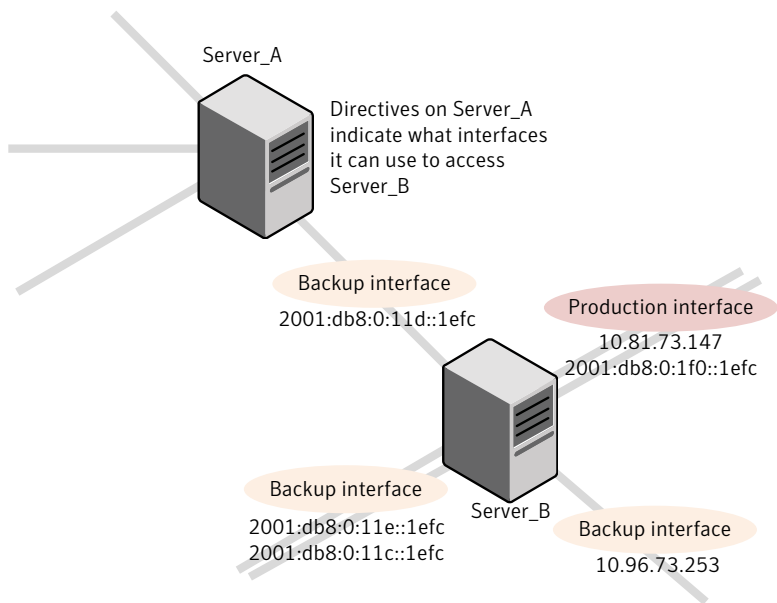 Server_A
Directives on Server_A
indicate what interfaces
it can use to access
Server_B
Backup interface
2001:db8:0:11d::1efc
Production interface
10.81.73.147
2001:db8:0:1f0::1efc
Backup interface
2001:db8:0:11e::1efc
2001:db8:0:11c::1efc
Server_B
Backup interface
10.96.73.253